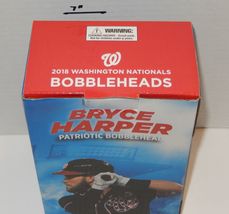 7"
WARNING:
W
2018 WASHINGTON NATIONALS
BOBBLEHEADS
BRYCE
HARPER
PATRIOTIC BOBBLEHEAD